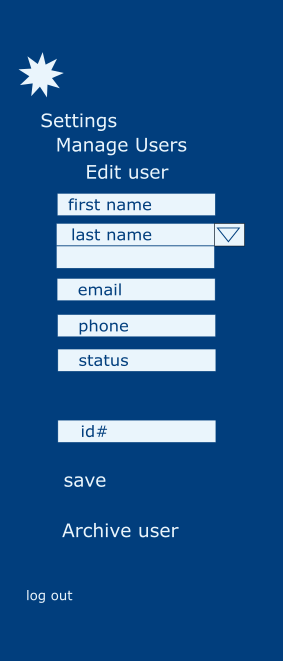 Settings
Manage Users
Edit user
first name
last name
email
phone
status
id#
save
Archive user
log out